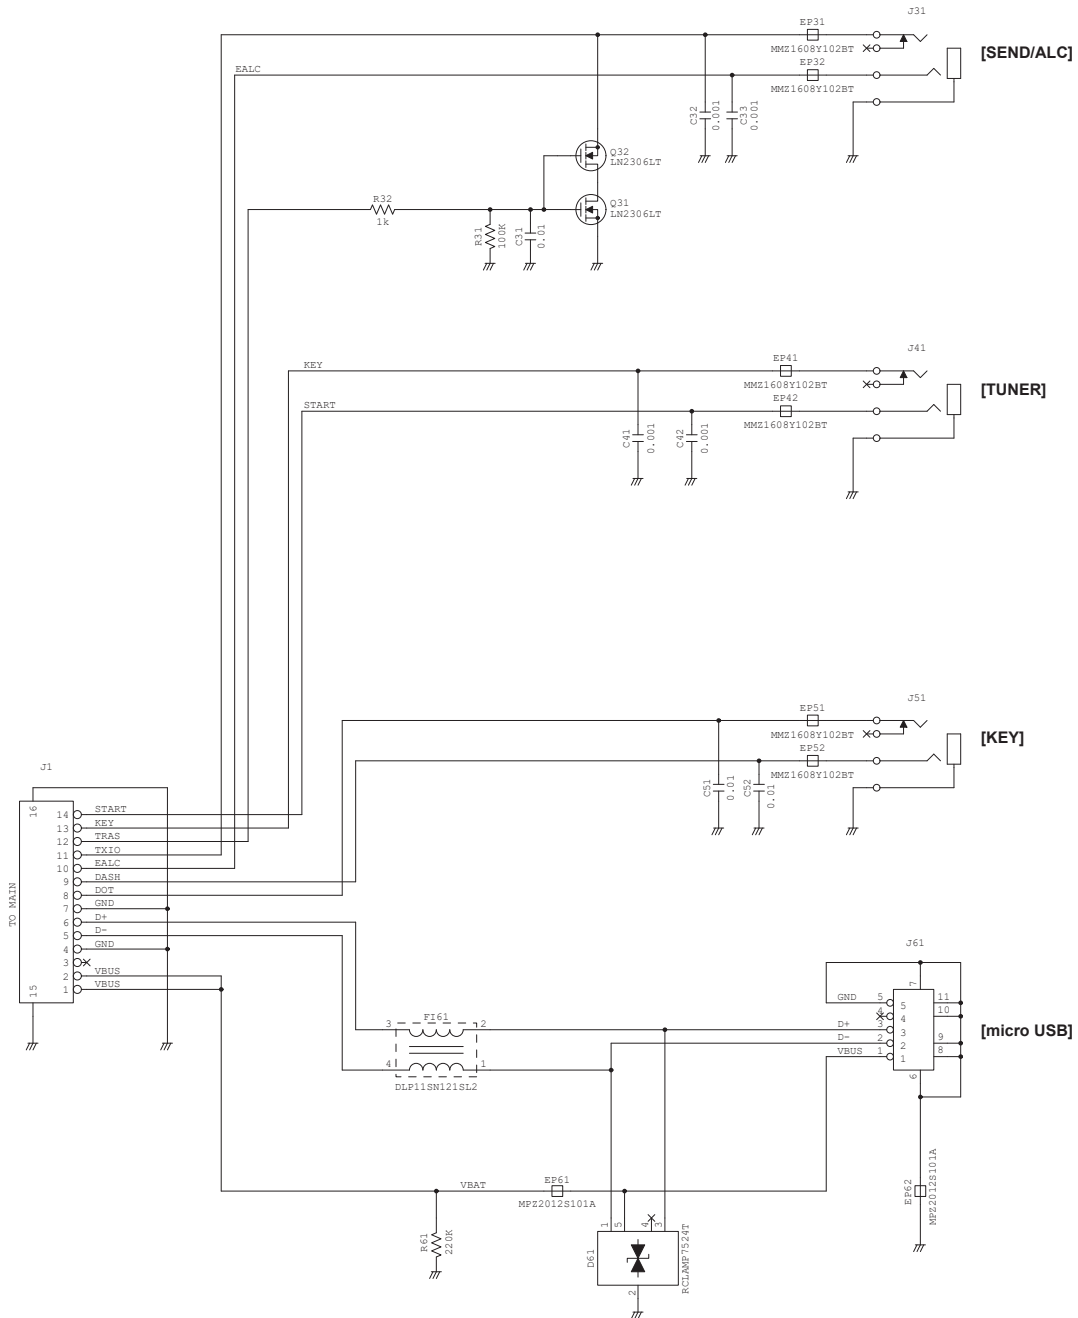 J31
EP31
[SEND/ALC]
MMZ1608Y102BT
EALC
EP32
MMZ1608Y102BT
C32
0.001
C33
0.001
Q32
LN2306LT
R32
1k
Q31
LN2306LT
R31
100K
C31
0.01
J41
KEY
EP41
[TUNER]
MMZ1608Y102BT
START
EP42
MMZ1608Y102BT
C41
0.001
C42
0.001
J51
EP51
[KEY]
MMZ1608Y102BT
EP52
MMZ1608Y102BT
C51
0.01
C52
0.01
J1
TO MAIN
16
15
14 START
13 KEY
12 TRAS
11 TXIO
10 EALC
9 DASH
8 DOT
7 GND
6 D+
5 D-
4 GND
3
2 VBUS
1 VBUS
J61
[micro USB]
7
GND 5 5 11
4 4 10
D+ 3 3
D- 2 2 9
VBUS 1 1 8
6
FI61
3 2
4 1
DLP11SN121SL2
EP62
MPZ2012S101A
VBAT
EP61
MPZ2012S101A
R61
220K
1 5 4 3
D61
RCLAMP7524T
2